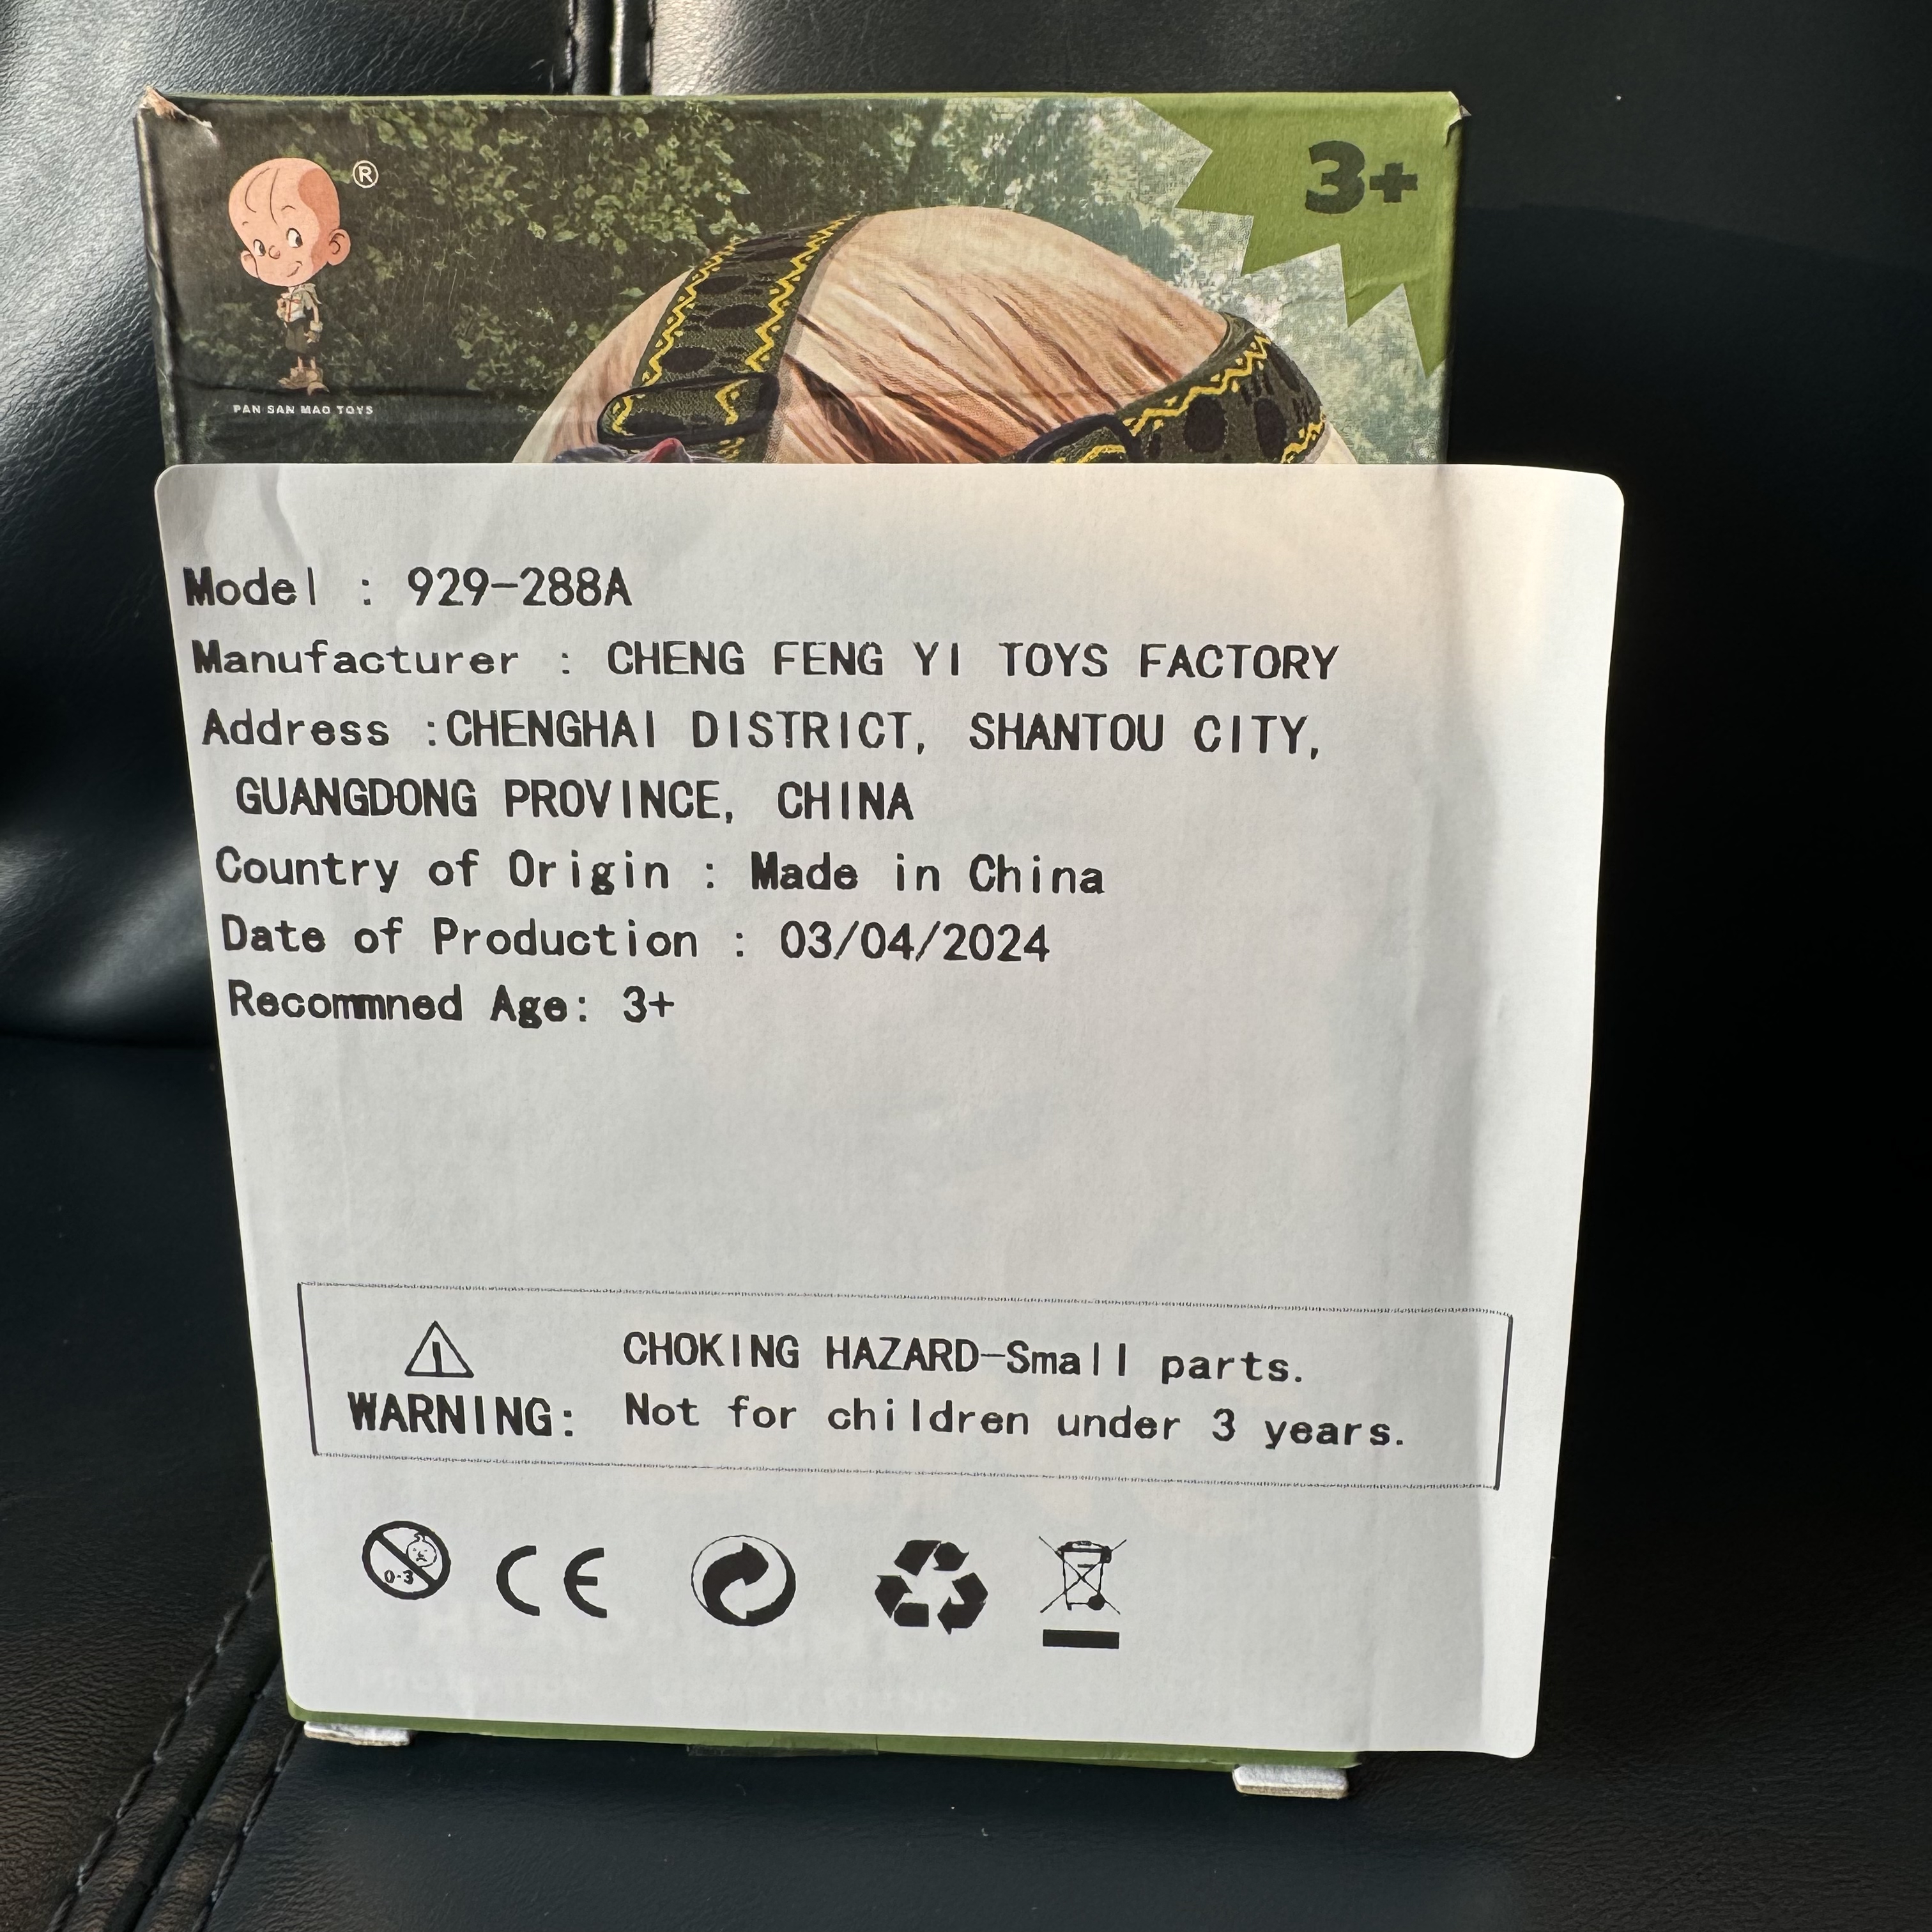 ®
3+
PAN SAN MAO TOYS
Model : 929-288A
Manufacturer : CHENG FENG YI TOYS FACTORY
Address :CHENGHAI DISTRICT, SHANTOU CITY,
GUANGDONG PROVINCE, CHINA
Country of Origin : Made in China
Date of Production : 03/04/2024
Recommned Age: 3+
CHOKING HAZARD-Small parts.
WARNING: Not for children under 3 years.
0-3 CE